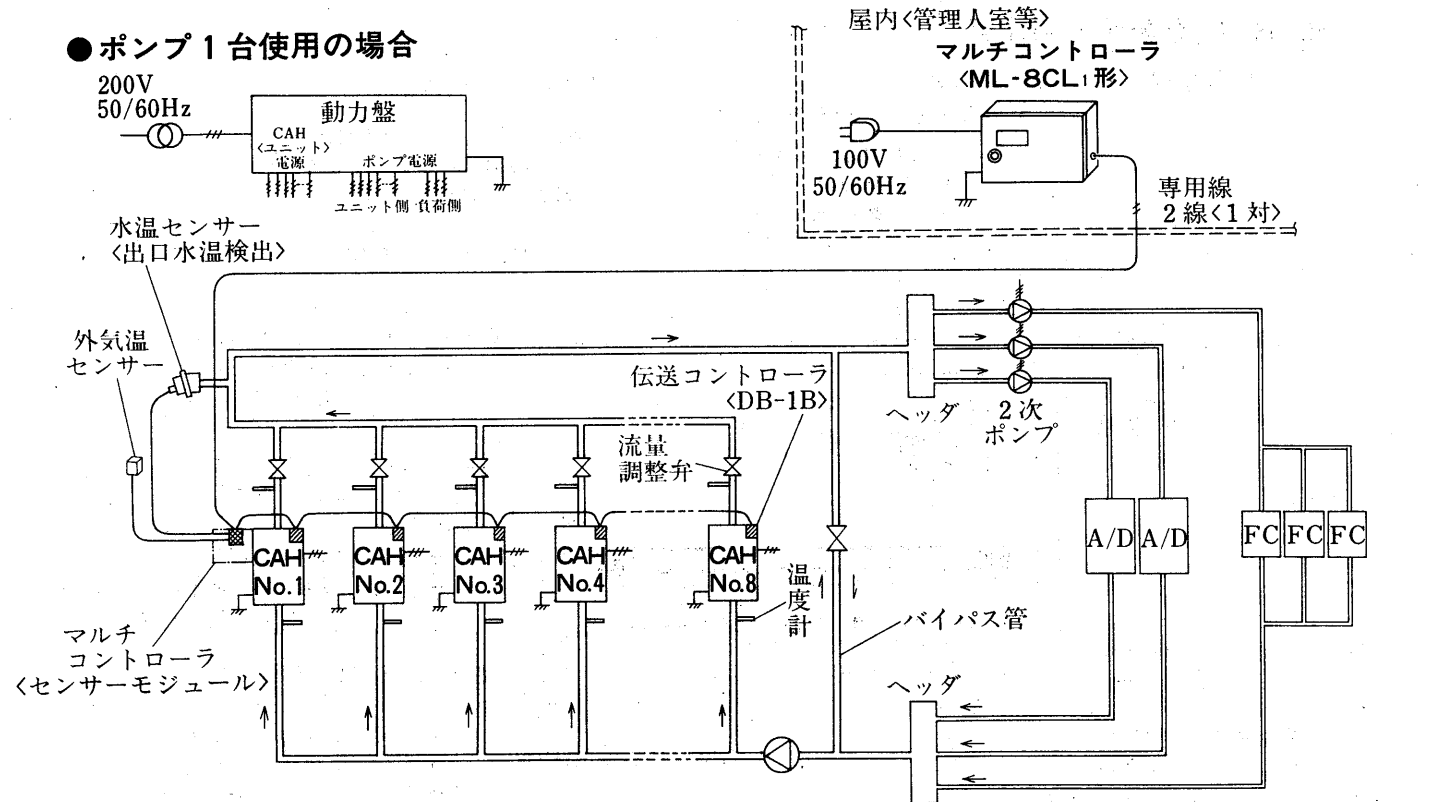 ●ポンプ1台使用の場合
200V
50/60Hz
動力盤
CAH
〈ユニット〉
電源
ポンプ電源
ユニット側 負荷側
屋内〈管理人室等〉
マルチコントローラ
〈ML-8CL1形〉
100V
50/60Hz
専用線
2線〈1対〉
水温センサー
〈出口水温検出〉
外気温
センサー
伝送コントローラ
〈DB-1B〉
流量
調整弁
ヘッダ
2次
ポンプ
CAH
No.1
CAH
No.2
CAH
No.3
CAH
No.4
CAH
No.8
温度計
A/D
A/D
FC
FC
FC
バイパス管
マルチ
コントローラ
〈センサーモジュール〉
ヘッダ